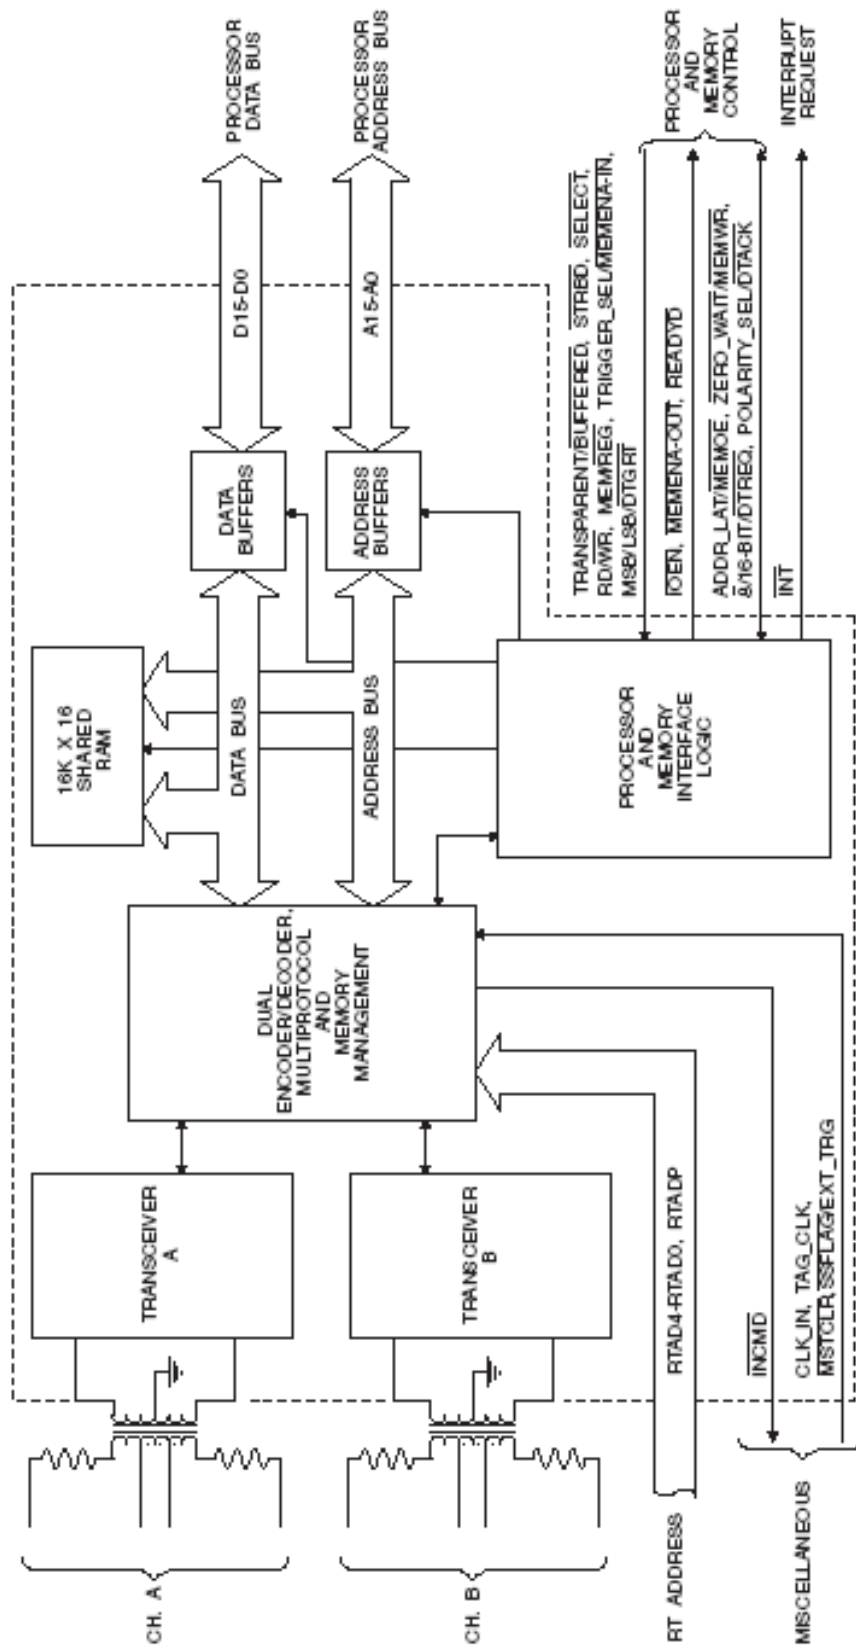 CH. A
CH. B
RT ADDRESS
MISCELLANEOUS
TRANSCEIVER
A
TRANSCEIVER
B
RTAD4-RTAD0, RTADP
INCMD
CLK_IN, TAG_CLK,
MSTCLR,SSFLAG/EXT_TRG
DUAL
ENCODER/DECODER,
MULTIPROTOCOL
AND
MEMORY
MANAGEMENT
16K X 16
SHARED
RAM
DATA BUS
ADDRESS BUS
DATA
BUFFERS
ADDRESS
BUFFERS
PROCESSOR
AND
MEMORY
INTERFACE
LOGIC
D15-D0
A15-A0
PROCESSOR
DATA BUS
PROCESSOR
ADDRESS BUS
TRANSPARENT/BUFFERED, STRBD, SELECT,
RD/WR, MEM/REG, TRIGGER_SEL/MEMENA-IN,
MSB/LSB/DTGRT
IOEN, MEMENA-OUT, READYD
ADDR_LAT/MEMOE, ZERO_WAIT/MEMWR,
8/16-BIT/DTREQ, POLARITY_SEL/DTACK
INT
PROCESSOR
AND
MEMORY
CONTROL
INTERRUPT
REQUEST